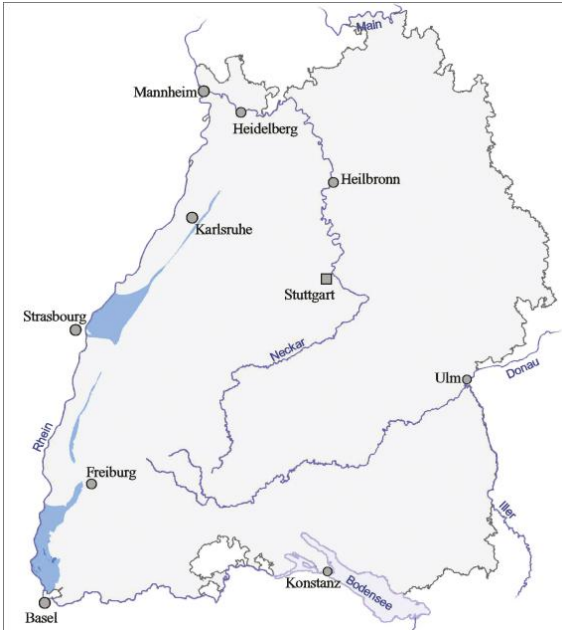 Main
Mannheim
Heidelberg
Heilbronn
Karlsruhe
Stuttgart
Strasbourg
Neckar
Donau
Ulm
Rhein
Freiburg
Iller
Konstanz
Bodensee
Basel